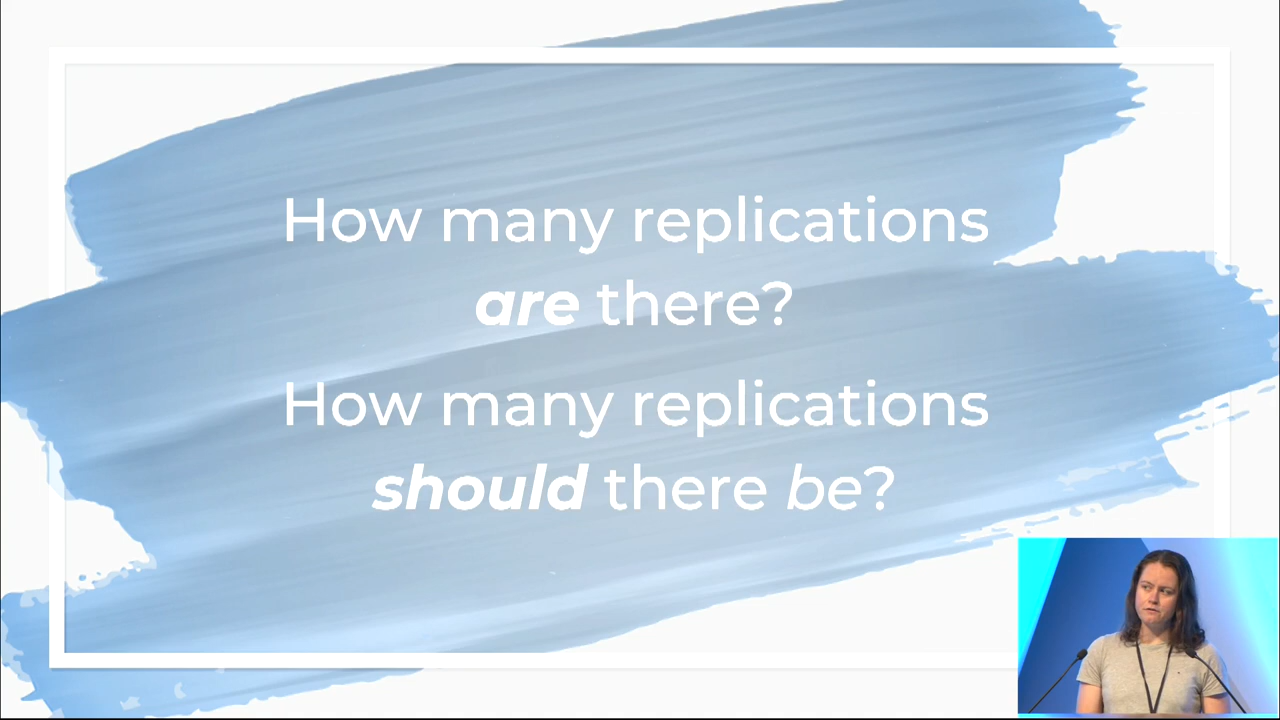 How many replications
are there?
How many replications
should there be?